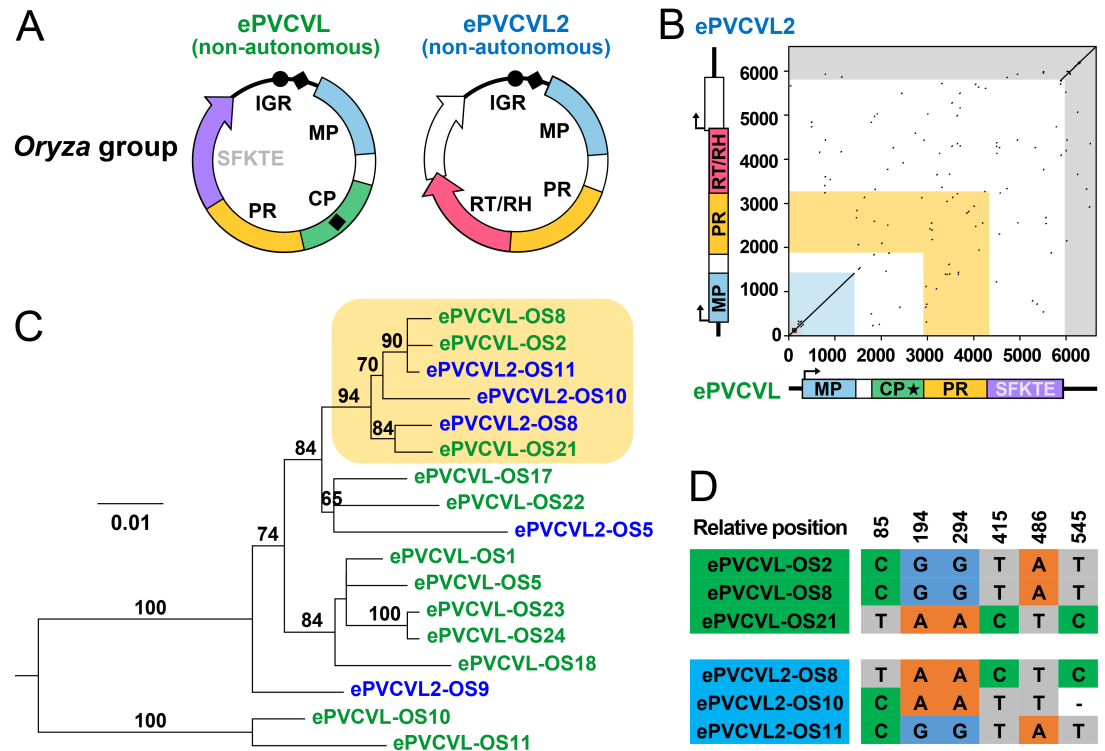 A
ePVCVL
(non-autonomous)
ePVCVL2
(non-autonomous)
Oryza group
IGR
MP
CP
PR
SFKTE
IGR
MP
PR
RT/RH
B
ePVCVL2
6000
5000
4000
3000
2000
1000
0
RT/RH
PR
MP
0
1000
2000
3000
4000
5000
6000
ePVCVL
MP
CP★
PR
SFKTE
C
ePVCVL-OS8
ePVCVL-OS2
ePVCVL2-OS11
ePVCVL2-OS10
ePVCVL2-OS8
ePVCVL-OS21
ePVCVL-OS17
ePVCVL-OS22
ePVCVL2-OS5
ePVCVL-OS1
ePVCVL-OS5
ePVCVL-OS23
ePVCVL-OS24
ePVCVL-OS18
ePVCVL2-OS9
ePVCVL-OS10
ePVCVL-OS11
90
70
94
84
84
65
74
84
100
100
100
0.01
D
Relative position 85 194 294 415 486 545
ePVCVL-OS2 C G G T A T
ePVCVL-OS8 C G G T A T
ePVCVL-OS21 T A A C T C
ePVCVL2-OS8 T A A C T C
ePVCVL2-OS10 C A A T T -
ePVCVL2-OS11 C G G T A T